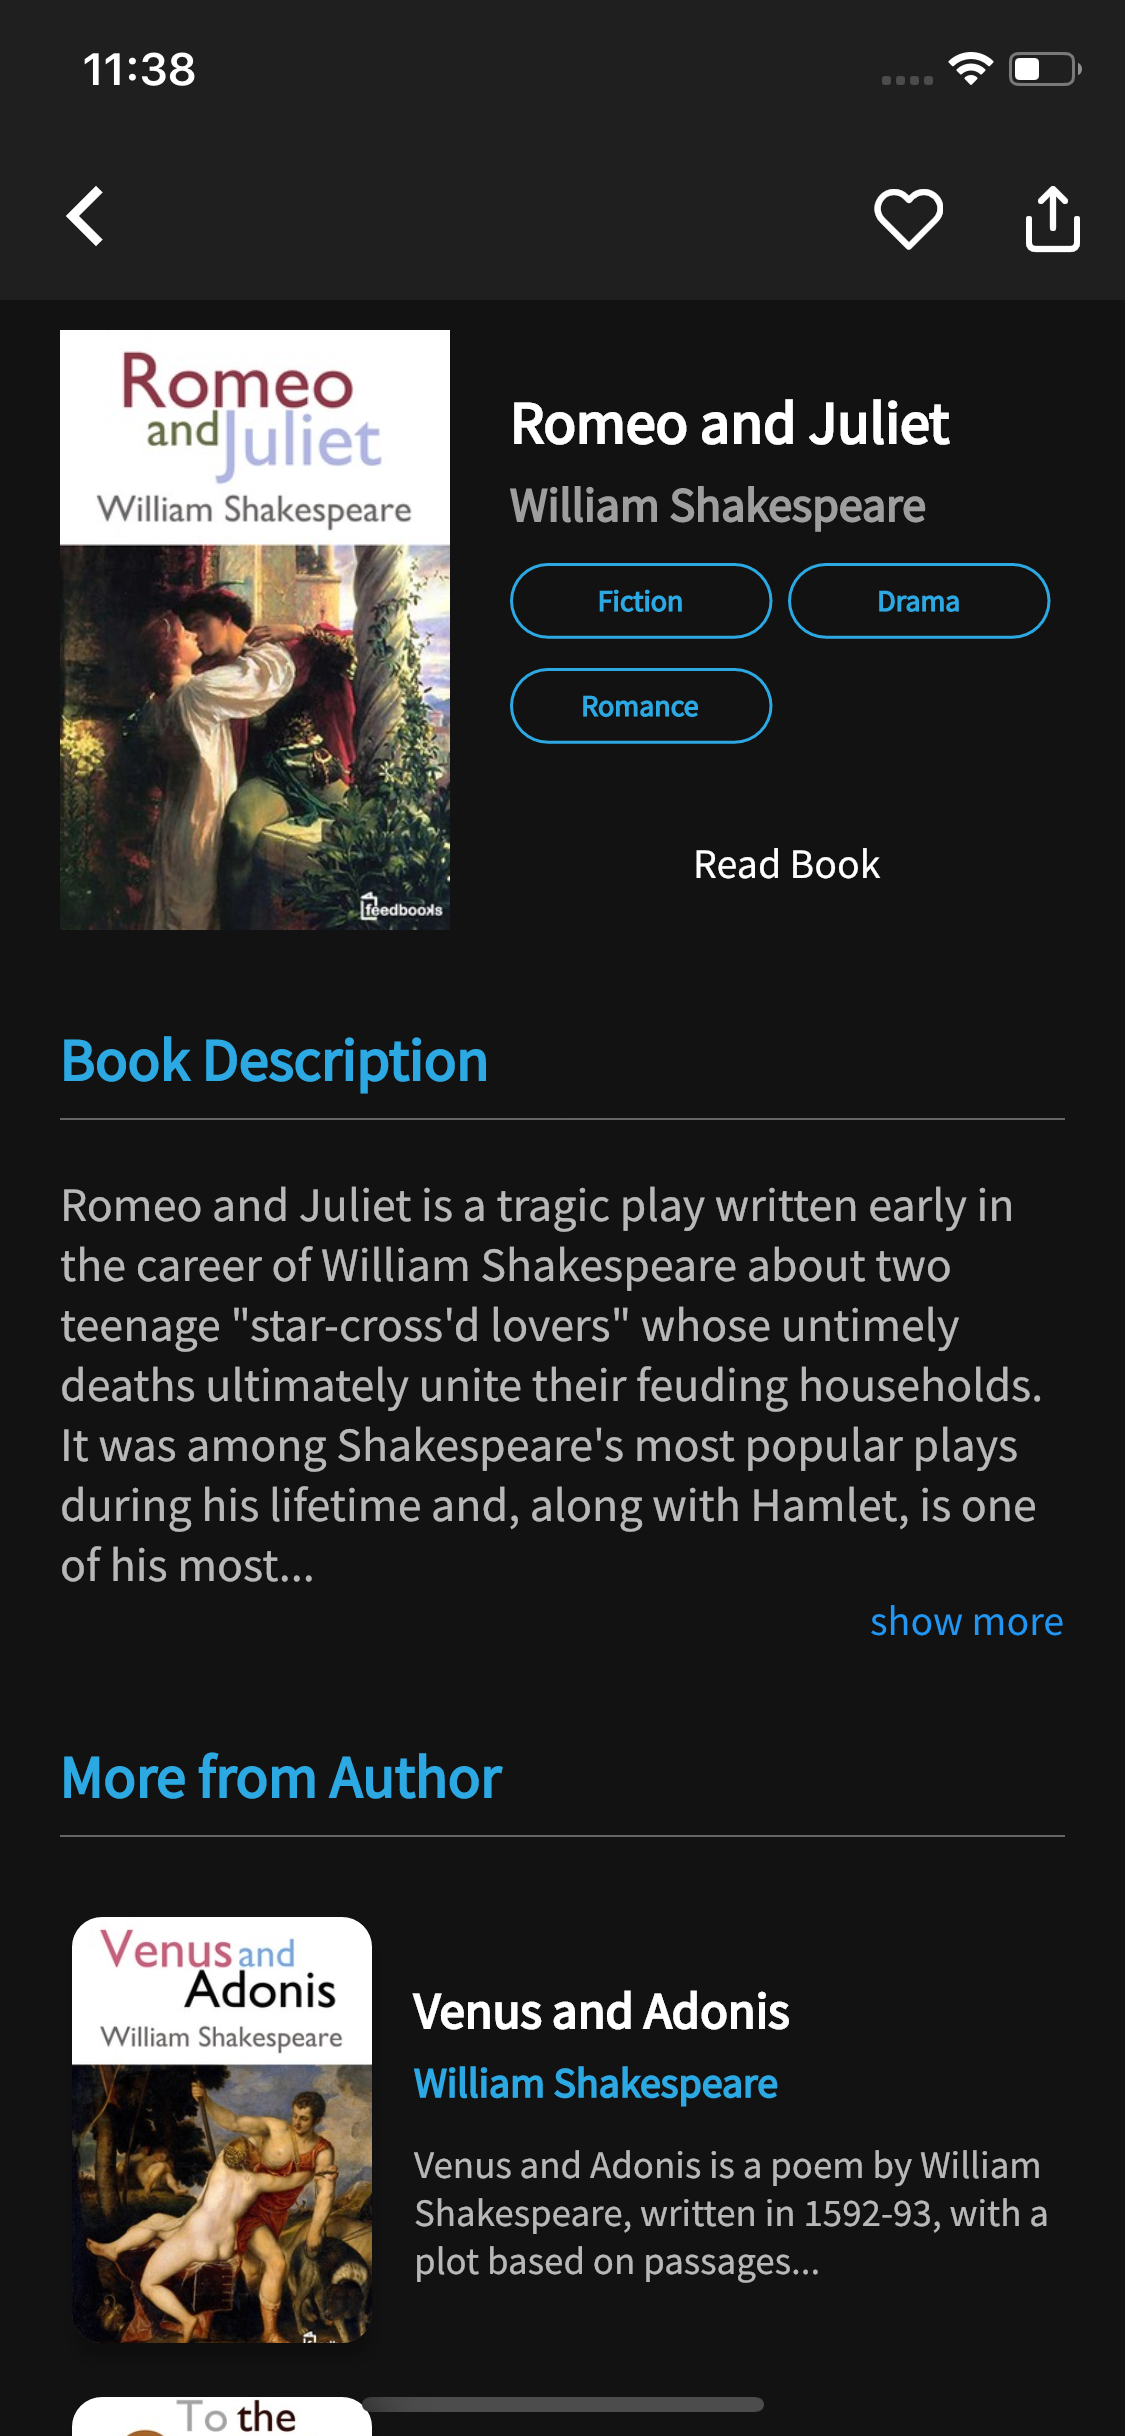 11:38
Romeo
and Juliet
William Shakespeare
feedbooks
Romeo and Juliet
William Shakespeare
Fiction
Drama
Romance
Read Book
Book Description
Romeo and Juliet is a tragic play written early in
the career of William Shakespeare about two
teenage "star-cross'd lovers" whose untimely
deaths ultimately unite their feuding households.
It was among Shakespeare's most popular plays
during his lifetime and, along with Hamlet, is one
of his most...
show more
More from Author
Venus and
Adonis
William Shakespeare
Venus and Adonis
William Shakespeare
Venus and Adonis is a poem by William
Shakespeare, written in 1592-93, with a
plot based on passages...
To the